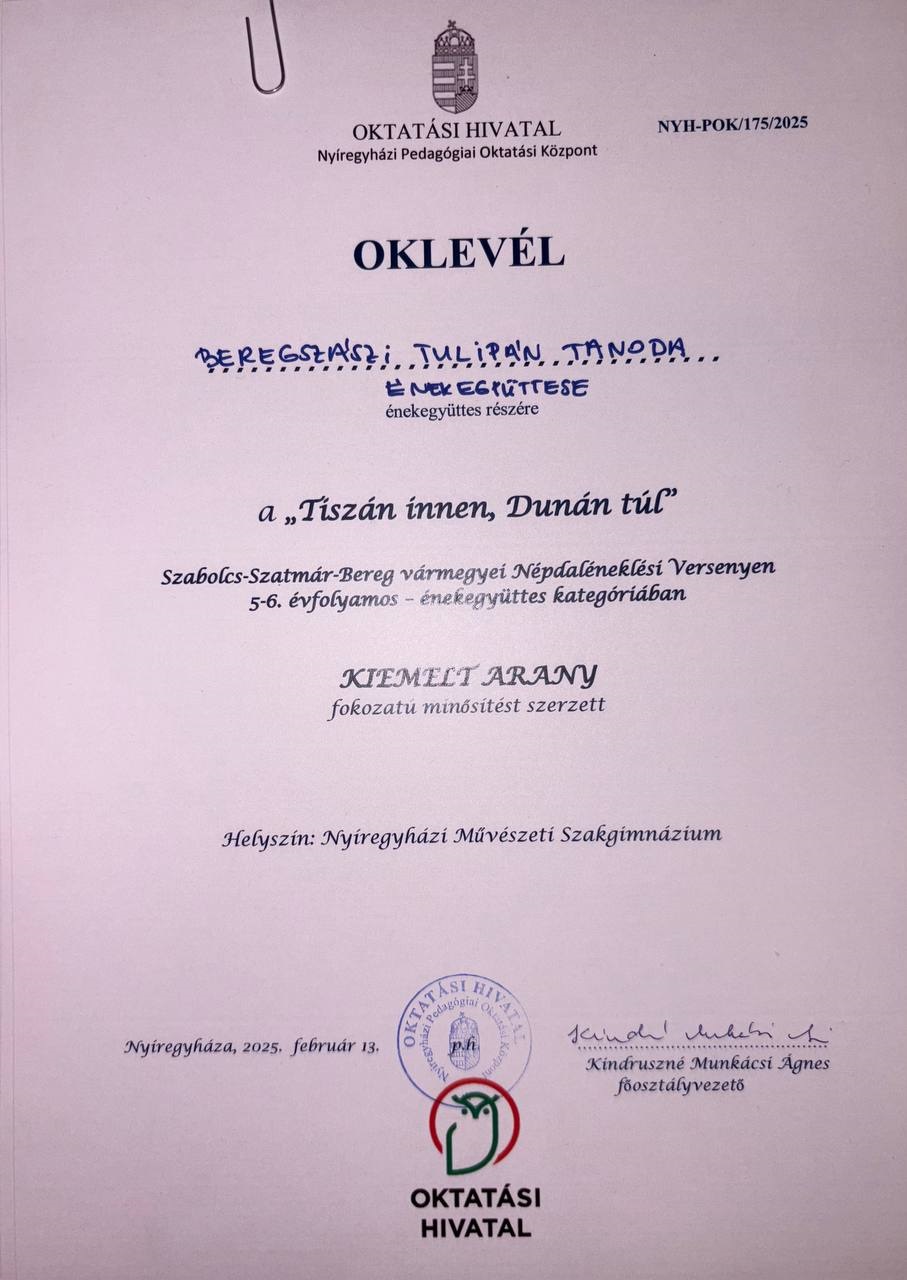 OKTATÁSI HIVATAL
Nyíregyházi Pedagógiai Oktatási Központ
NYH-POK/175/2025
OKLEVÉL
BEREGSZÁSZI TULIPÁN TANODA
ÉNEKEGYÜTTESE
énekegyüttes részére
a „Tiszán innen, Dunán túl”
Szabolcs-Szatmár-Bereg vármegyei Népdaléneklési Versenyen
5-6. évfolyamos – énekegyüttes kategóriában
KIEMELT ARANY
fokozatú minősítést szerzett
Helyszín: Nyíregyházi Művészeti Szakgimnázium
OKTATÁSI HIVATAL
Nyíregyházi Pedagógiai Oktatási Központ
p.h.
Nyíregyháza, 2025. február 13.
Kindruszné Munkácsi Ágnes
főosztályvezető
OKTATÁSI
HIVATAL